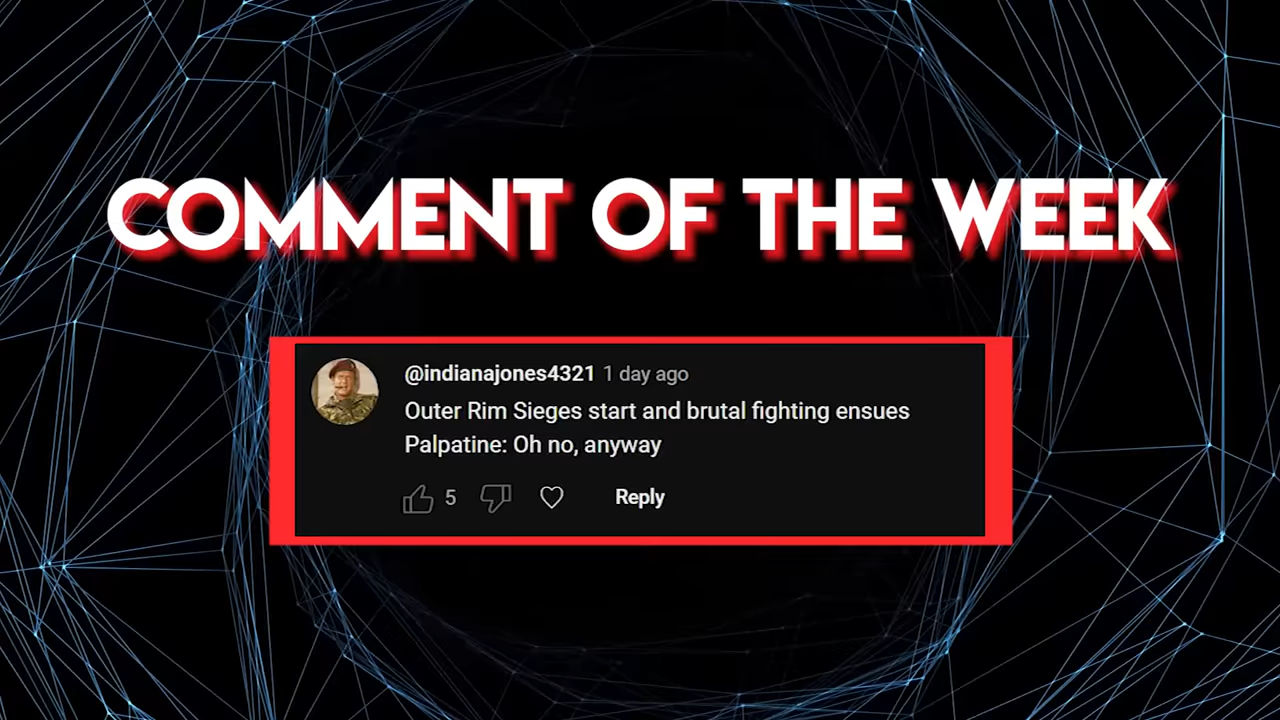 COMMENT OF THE WEEK
@indianajones4321 1 day ago
Outer Rim Sieges start and brutal fighting ensues
Palpatine: Oh no, anyway
5 Reply